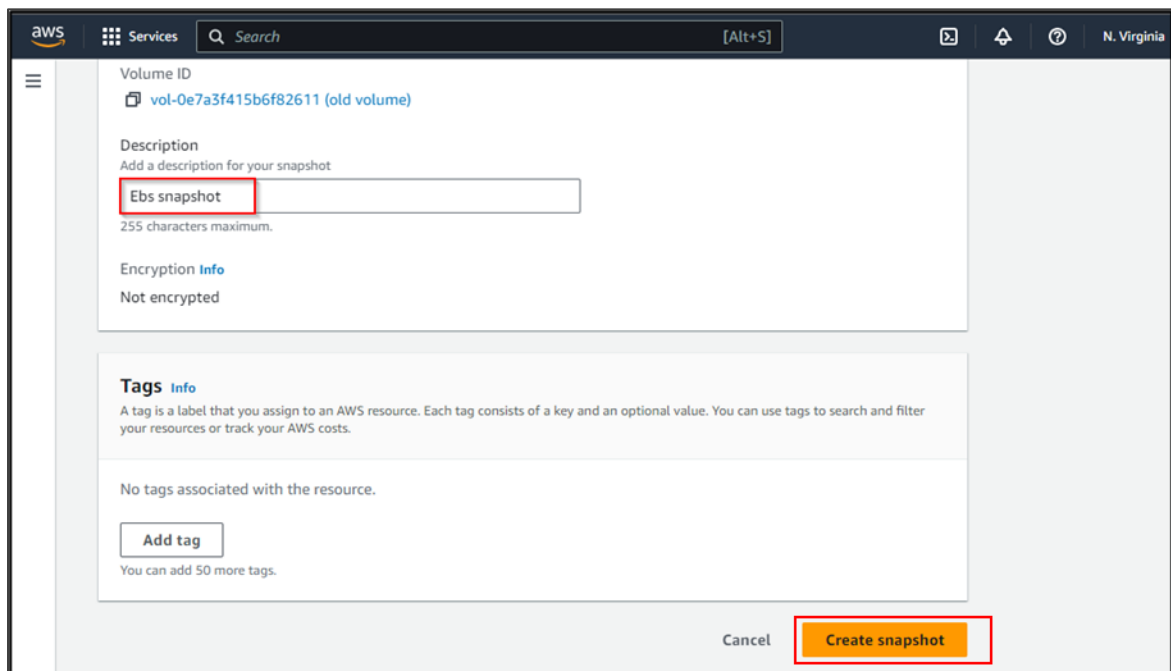 aws
Services
Search
[Alt+S]
N. Virginia
Volume ID
vol-0e7a3f415b6f82611 (old volume)
Description
Add a description for your snapshot
Ebs snapshot
255 characters maximum.
Encryption Info
Not encrypted
Tags Info
A tag is a label that you assign to an AWS resource. Each tag consists of a key and an optional value. You can use tags to search and filter
your resources or track your AWS costs.
No tags associated with the resource.
Add tag
You can add 50 more tags.
Cancel
Create snapshot